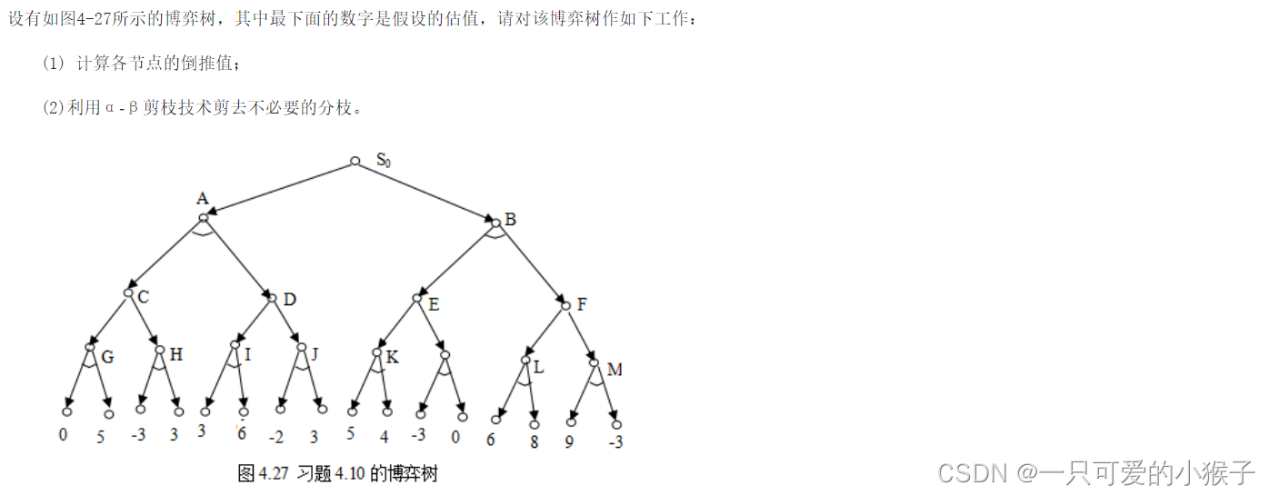 设有如图4-27所示的博弈树，其中最下面的数字是假设的估值，请对该博弈树作如下工作：
(1) 计算各节点的倒推值；
(2)利用α-β剪枝技术剪去不必要的分枝。
S₀
A
B
C
D
E
F
G
H
I
J
K
L
M
0 5 -3 3 3 6 -2 3 5 4 -3 0 6 8 9 -3
图 4.27 习题 4.10 的博弈树
CSDN @一只可爱的小猴子